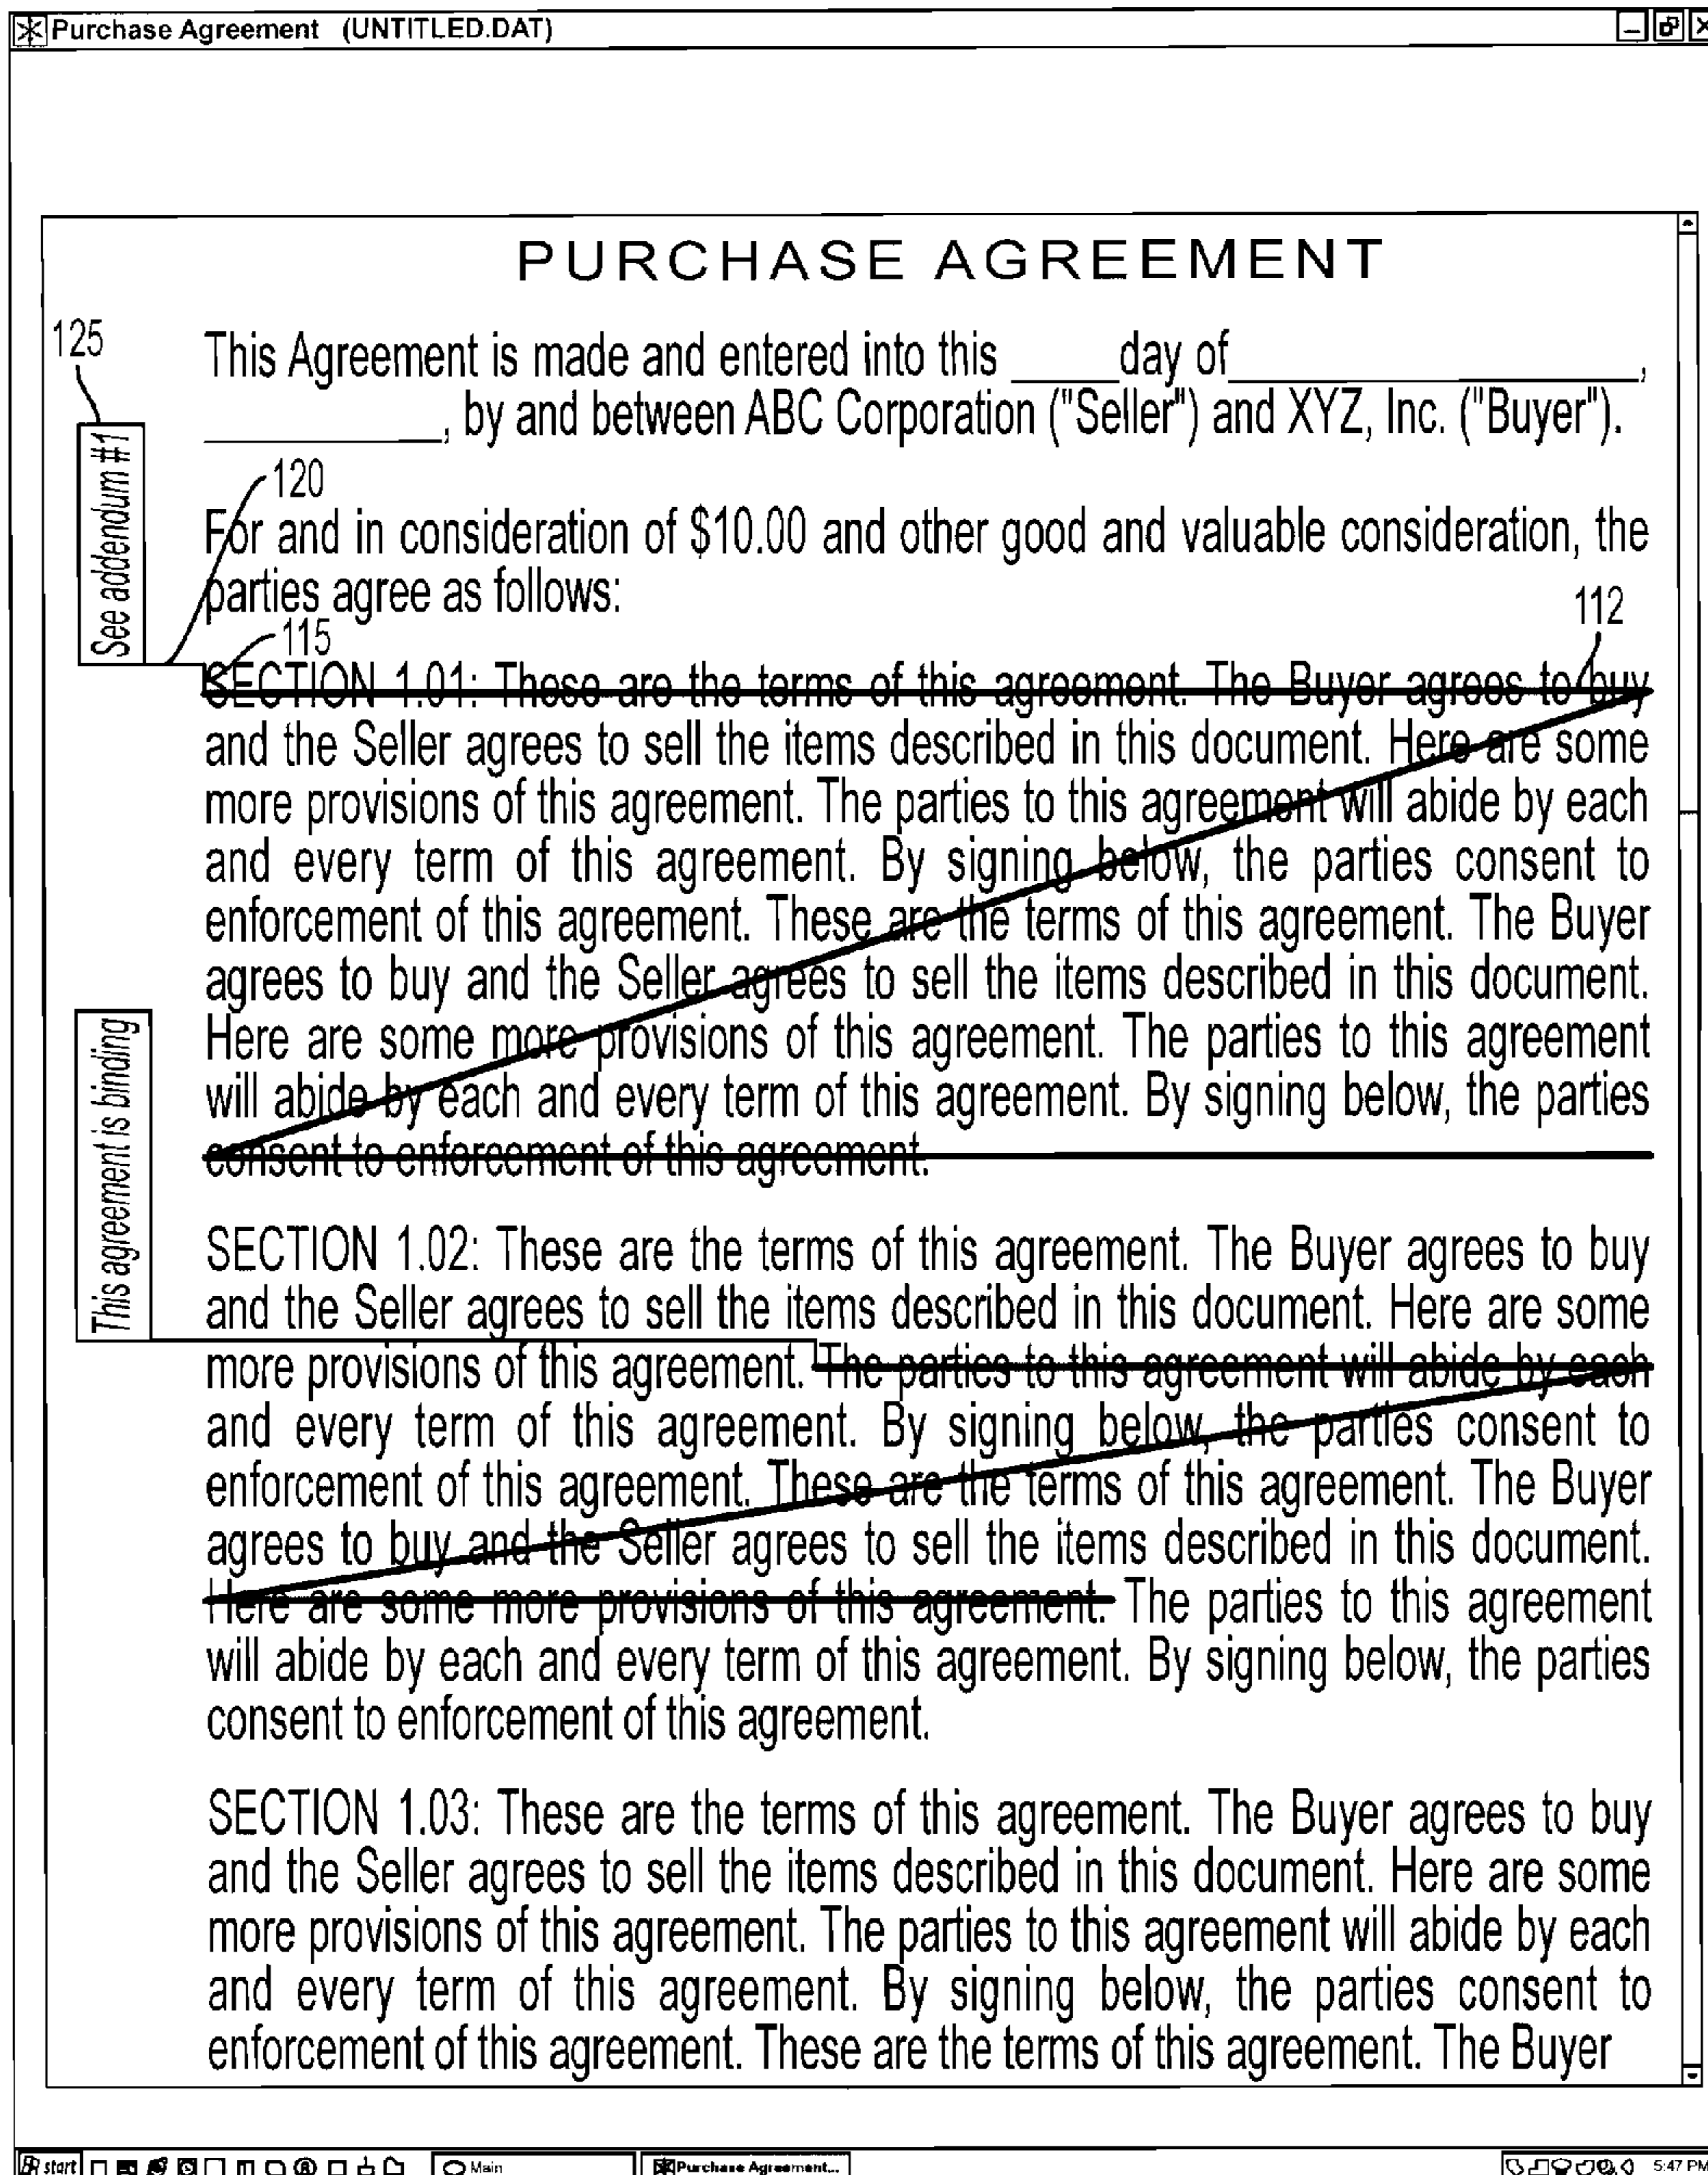 Purchase Agreement (UNTITLED.DAT)
PURCHASE AGREEMENT
125
This Agreement is made and entered into this _____ day of ___________________,
___________, by and between ABC Corporation ("Seller") and XYZ, Inc. ("Buyer").
See addendum #1
120
For and in consideration of $10.00 and other good and valuable consideration, the
parties agree as follows:
115
112
SECTION 1.01: These are the terms of this agreement. The Buyer agrees to buy
and the Seller agrees to sell the items described in this document. Here are some
more provisions of this agreement. The parties to this agreement will abide by each
and every term of this agreement. By signing below, the parties consent to
enforcement of this agreement. These are the terms of this agreement. The Buyer
agrees to buy and the Seller agrees to sell the items described in this document.
Here are some more provisions of this agreement. The parties to this agreement
will abide by each and every term of this agreement. By signing below, the parties
consent to enforcement of this agreement.
This agreement is binding
SECTION 1.02: These are the terms of this agreement. The Buyer agrees to buy
and the Seller agrees to sell the items described in this document. Here are some
more provisions of this agreement. The parties to this agreement will abide by each
and every term of this agreement. By signing below, the parties consent to
enforcement of this agreement. These are the terms of this agreement. The Buyer
agrees to buy and the Seller agrees to sell the items described in this document.
Here are some more provisions of this agreement. The parties to this agreement
will abide by each and every term of this agreement. By signing below, the parties
consent to enforcement of this agreement.
SECTION 1.03: These are the terms of this agreement. The Buyer agrees to buy
and the Seller agrees to sell the items described in this document. Here are some
more provisions of this agreement. The parties to this agreement will abide by each
and every term of this agreement. By signing below, the parties consent to
enforcement of this agreement. These are the terms of this agreement. The Buyer
start
Main
Purchase Agreement...
5:47 PM